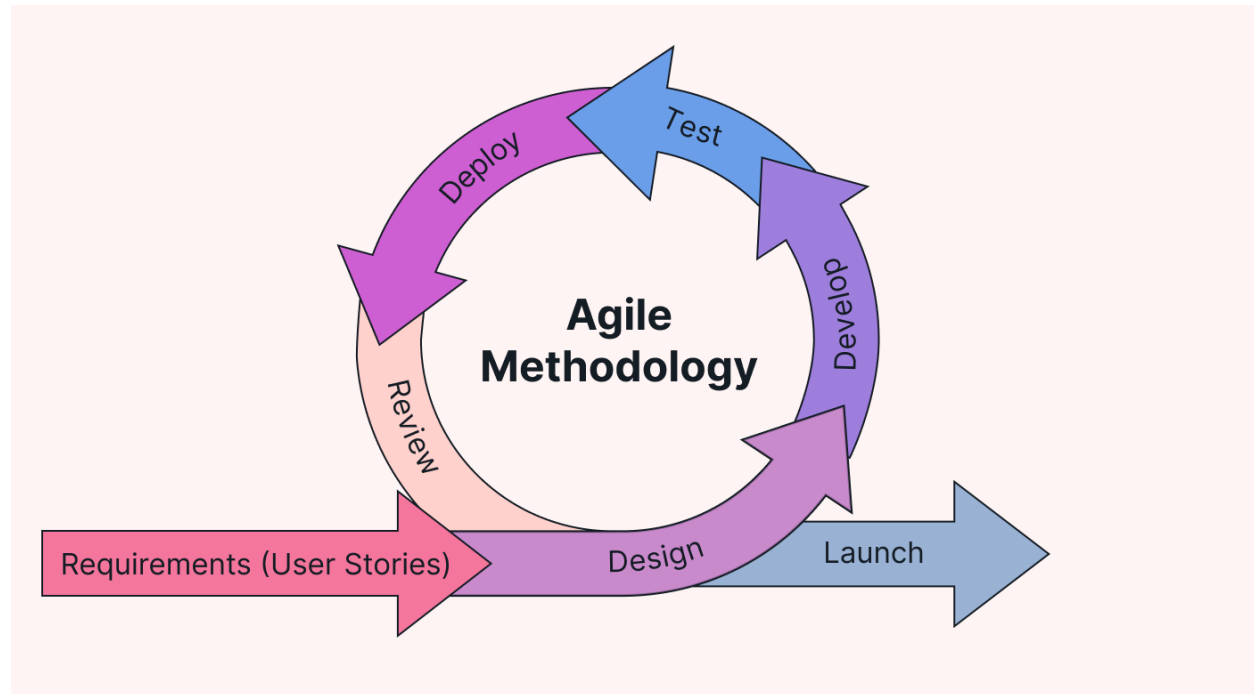 Agile
Methodology
Requirements (User Stories)
Design
Develop
Test
Deploy
Review
Launch